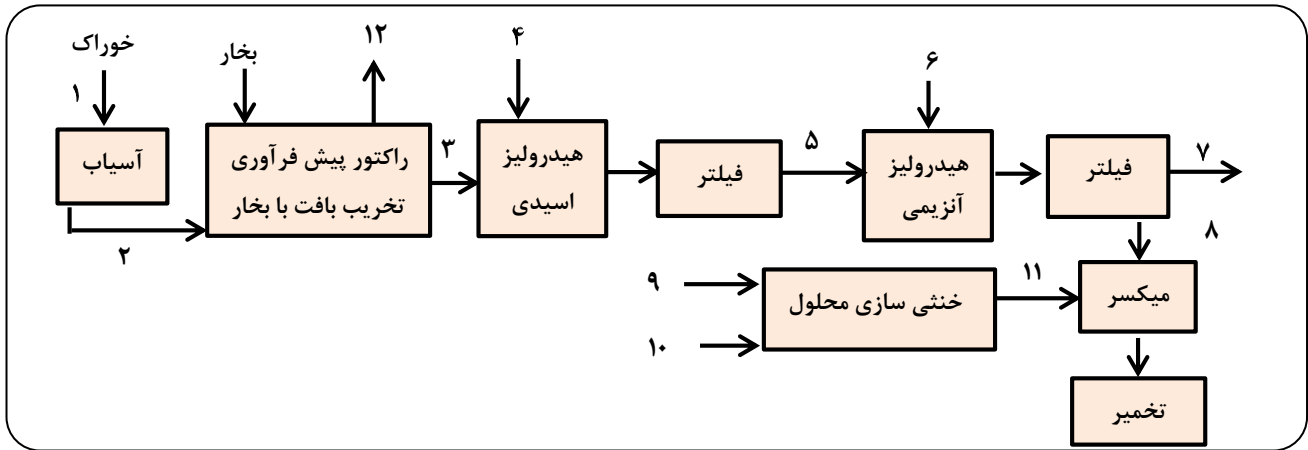 خوراک
۱
آسیاب
۲
بخار
۱۲
راکتور پیش فرآوری
تخریب بافت با بخار
۳
۴
هیدرولیز
اسیدی
فیلتر
۵
۶
هیدرولیز
آنزیمی
فیلتر
۷
۸
۹
۱۰
خنثی سازی محلول
۱۱
میکسر
تخمیر